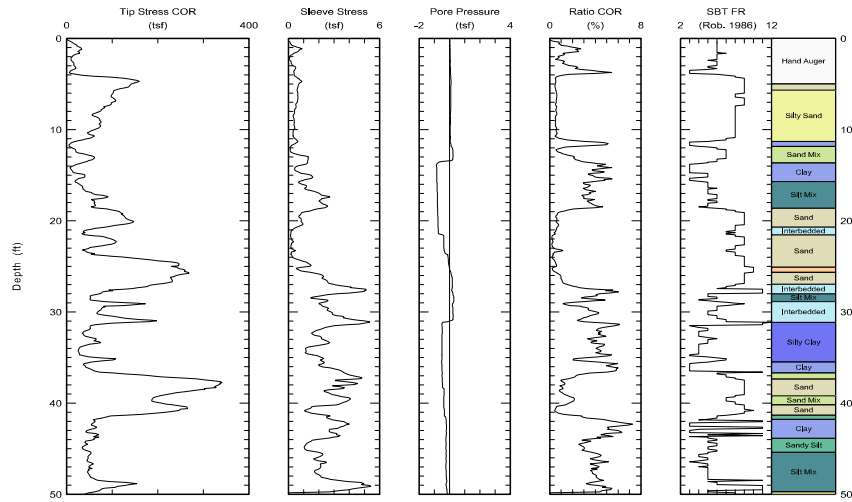 Tip Stress COR Sleeve Stress Pore Pressure Ratio COR SBT FR
(tsf) (tsf) (tsf) (%) (Rob. 1986)
0 400 0 6 -2 4 0 8 2 12
0 0
Hand Auger
Silty Sand
10 10
Sand Mix
Clay
Silt Mix
20 Sand 20
Interbedded
Sand
Depth (ft)
Sand
Interbedded
Silt Mix
30 Interbedded 30
Silty Clay
Clay
Sand
40 Sand Mix 40
Sand
Clay
Sandy Silt
Silt Mix
50 50